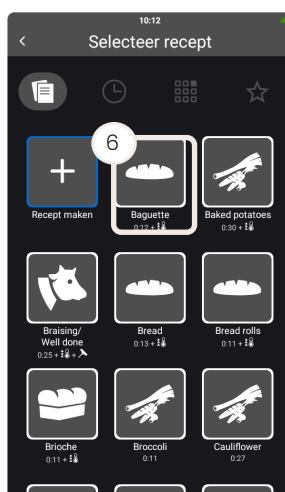 10:12
Selecteer recept
6
Recept maken
Baguette
0:12 +
Baked potatoes
0:30 +
Braising/
Well done
0:25 + +
Bread
0:13 +
Bread rolls
0:11 +
Brioche
0:11 +
Broccoli
0:11
Cauliflower
0:27